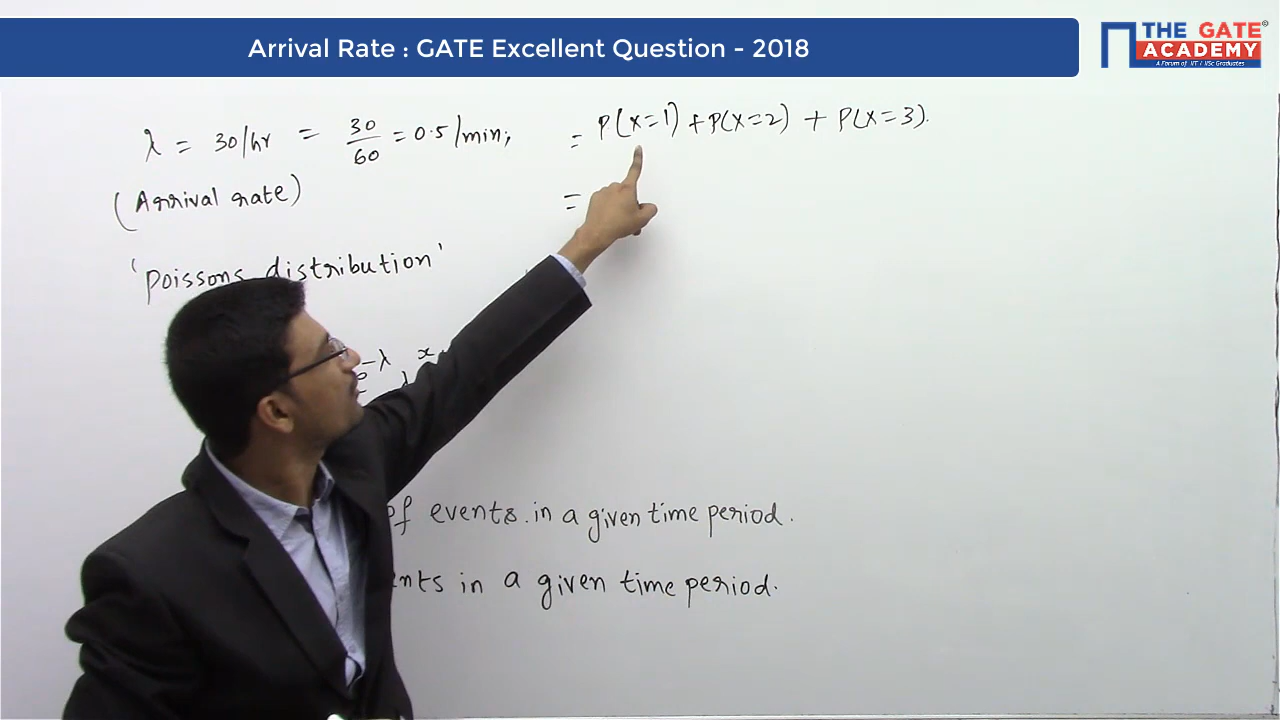 Arrival Rate : GATE Excellent Question - 2018
THE GATE©
ACADEMY
A Forum of IIT / IISc Graduates
λ = 30/hr = 30/60 = 0.5/min;
(Arrival rate)
'Poissons distribution'
-λ x
λ
of events. in a given time period.
nts in a given time period.
= P(x=1) + P(x=2) + P(x=3).
=